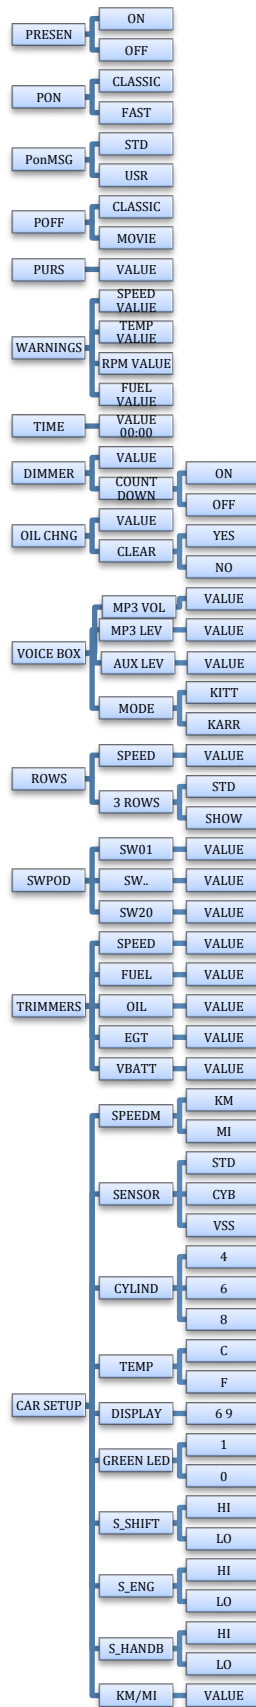 PRESEN
ON
OFF
PON
CLASSIC
FAST
PonMSG
STD
USR
POFF
CLASSIC
MOVIE
PURS
VALUE
WARNINGS
SPEED
VALUE
TEMP
VALUE
RPM VALUE
FUEL
VALUE
TIME
VALUE
00:00
DIMMER
VALUE
COUNT
DOWN
ON
OFF
OIL CHNG
VALUE
CLEAR
YES
NO
VOICE BOX
MP3 VOL
VALUE
MP3 LEV
VALUE
AUX LEV
VALUE
MODE
KITT
KARR
ROWS
SPEED
VALUE
3 ROWS
STD
SHOW
SWPOD
SW01
VALUE
SW..
VALUE
SW20
VALUE
TRIMMERS
SPEED
VALUE
FUEL
VALUE
OIL
VALUE
EGT
VALUE
VBATT
VALUE
CAR SETUP
SPEEDM
KM
MI
SENSOR
STD
CYB
VSS
CYLIND
4
6
8
TEMP
C
F
DISPLAY
6 9
GREEN LED
1
0
S_SHIFT
HI
LO
S_ENG
HI
LO
S_HANDB
HI
LO
KM/MI
VALUE